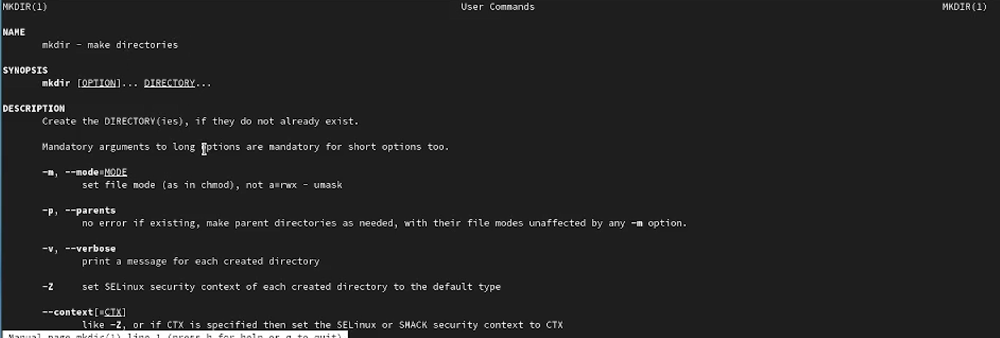 MKDIR(1) User Commands MKDIR(1)
NAME
mkdir - make directories
SYNOPSIS
mkdir [OPTION]... DIRECTORY...
DESCRIPTION
Create the DIRECTORY(ies), if they do not already exist.
Mandatory arguments to long options are mandatory for short options too.
-m, --mode=MODE
set file mode (as in chmod), not a=rwx - umask
-p, --parents
no error if existing, make parent directories as needed, with their file modes unaffected by any -m option.
-v, --verbose
print a message for each created directory
-Z set SELinux security context of each created directory to the default type
--context[=CTX]
like -Z, or if CTX is specified then set the SELinux or SMACK security context to CTX
Manual page mkdir(1) line 1 (press h for help or q to quit)